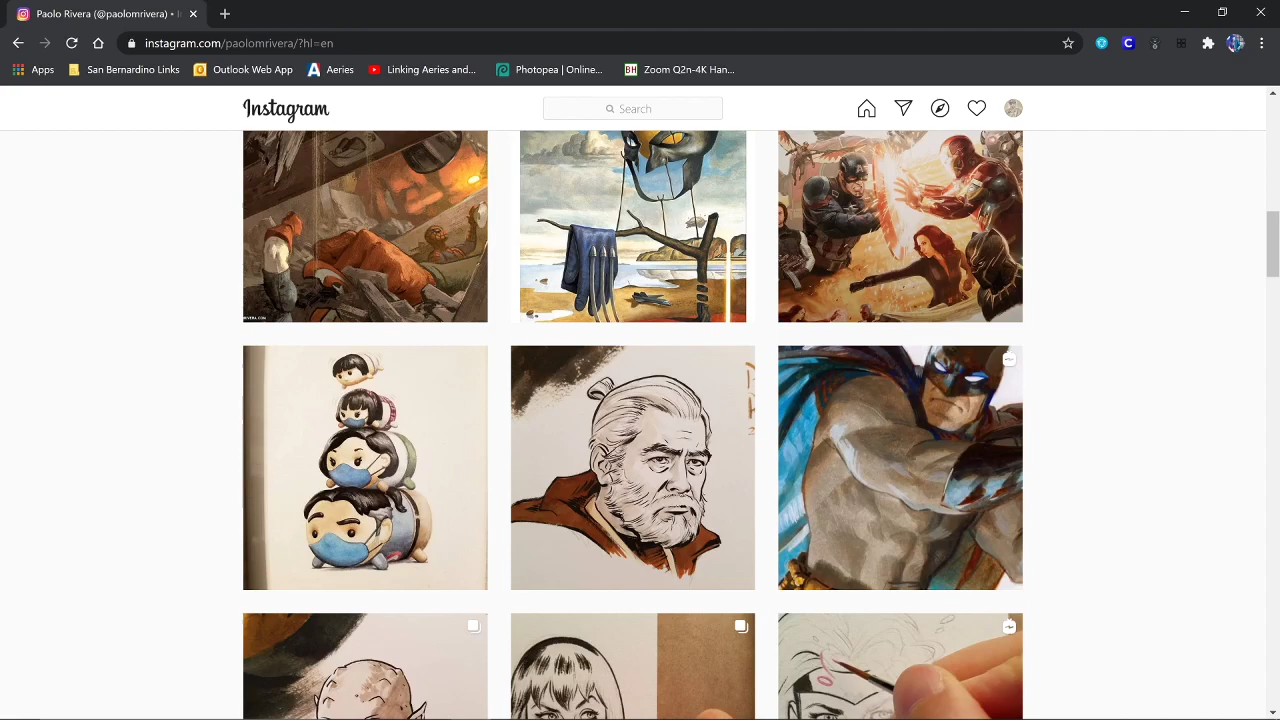 Paolo Rivera (@paolomrivera) •
instagram.com/paolomrivera/?hl=en
Apps San Bernardino Links Outlook Web App Aeries Linking Aeries and... Photopea | Online... BH Zoom Q2n-4K Han...
Instagram
Search